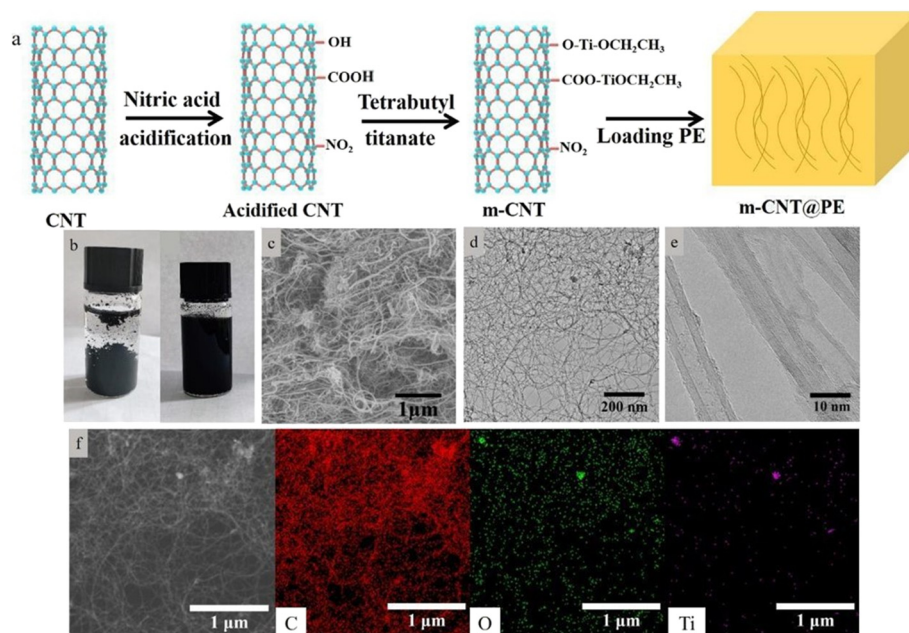 a
OH
COOH
NO₂
Nitric acid
acidification
Tetrabutyl
titanate
O-Ti-OCH₂CH₃
COO-TiOCH₂CH₃
NO₂
Loading PE
CNT
Acidified CNT
m-CNT
m-CNT@PE
b
c
1μm
d
200 nm
e
10 nm
f
1 μm
C
1 μm
O
1 μm
Ti
1 μm